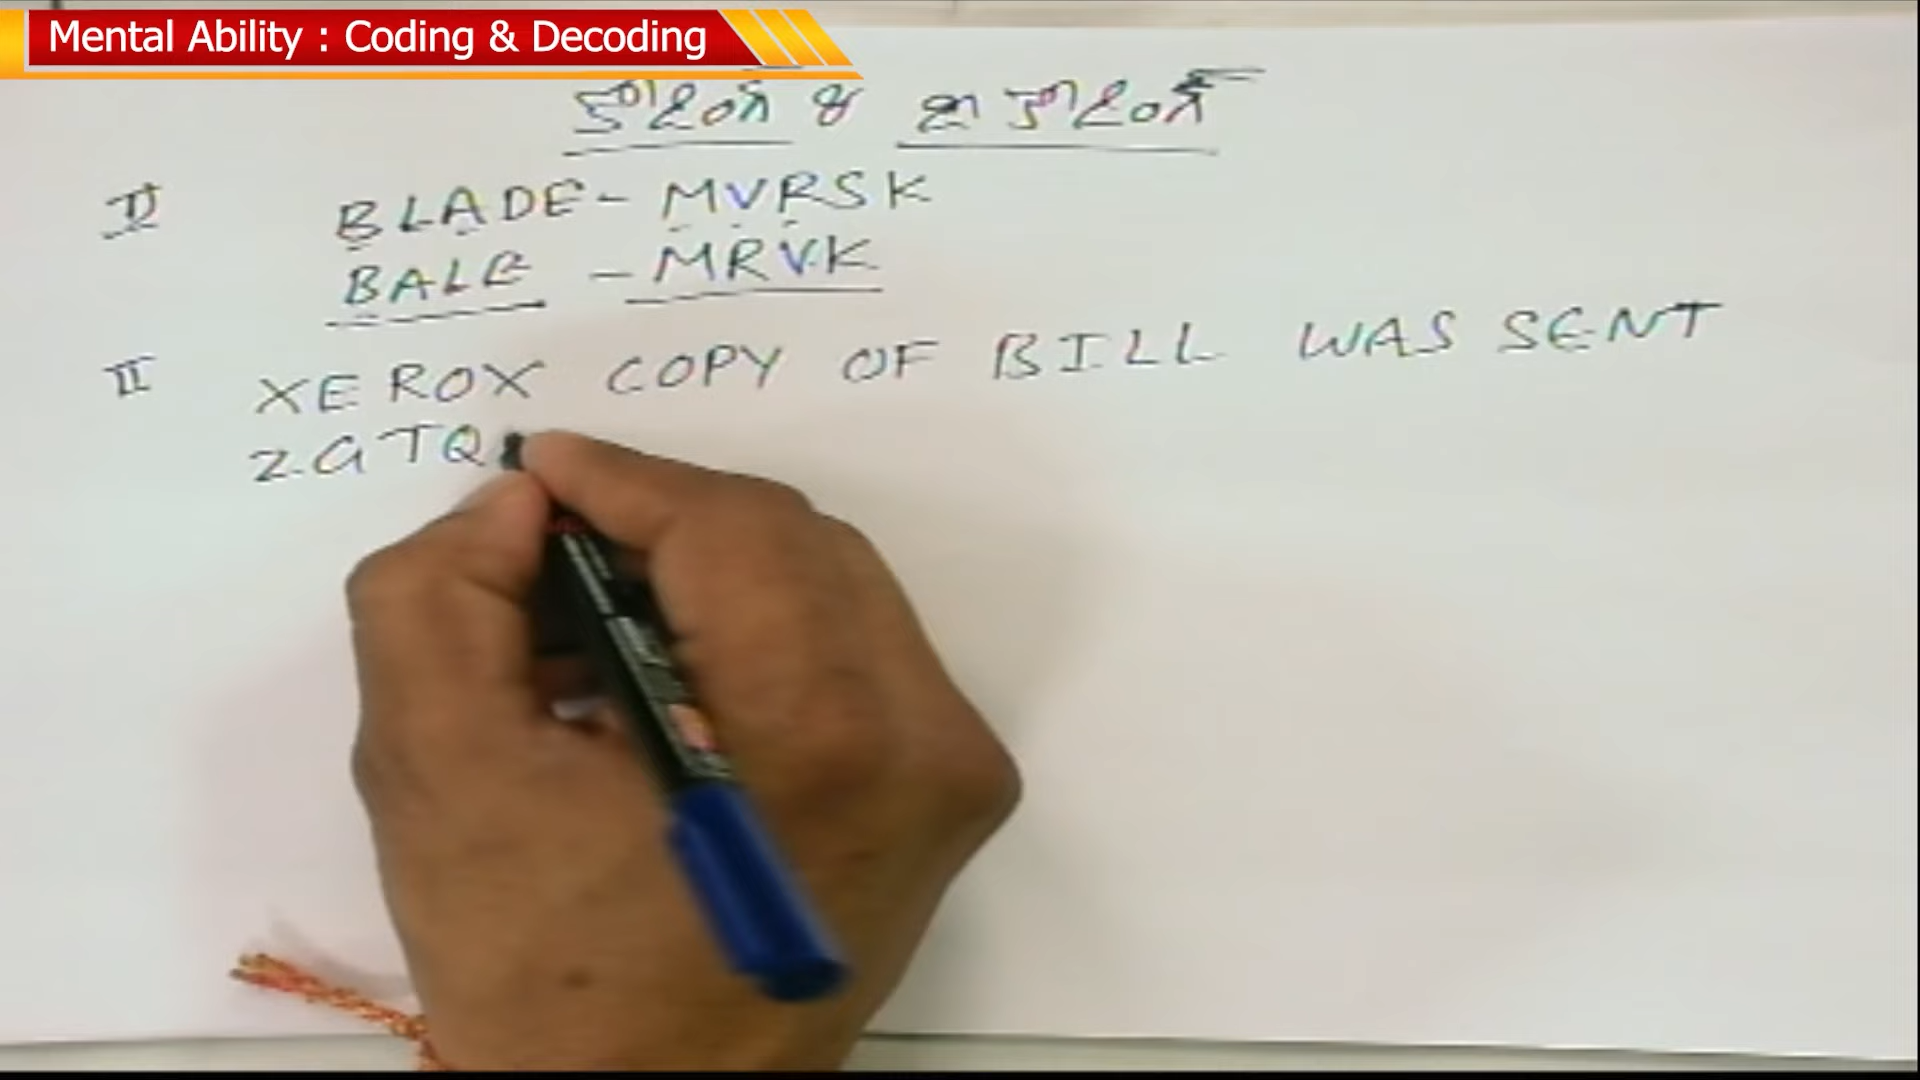 Mental Ability : Coding & Decoding
ಕೋಡಿಂಗ್ & ಡಿಕೋಡಿಂಗ್
I BLADE - MVRSK
BALE - MRVK
II XEROX COPY OF BILL WAS SENT
ZGTQ